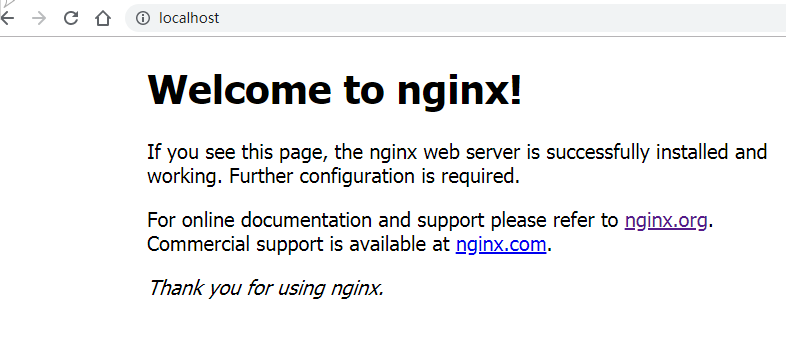 localhost
Welcome to nginx!
If you see this page, the nginx web server is successfully installed and
working. Further configuration is required.
For online documentation and support please refer to nginx.org.
Commercial support is available at nginx.com.
Thank you for using nginx.